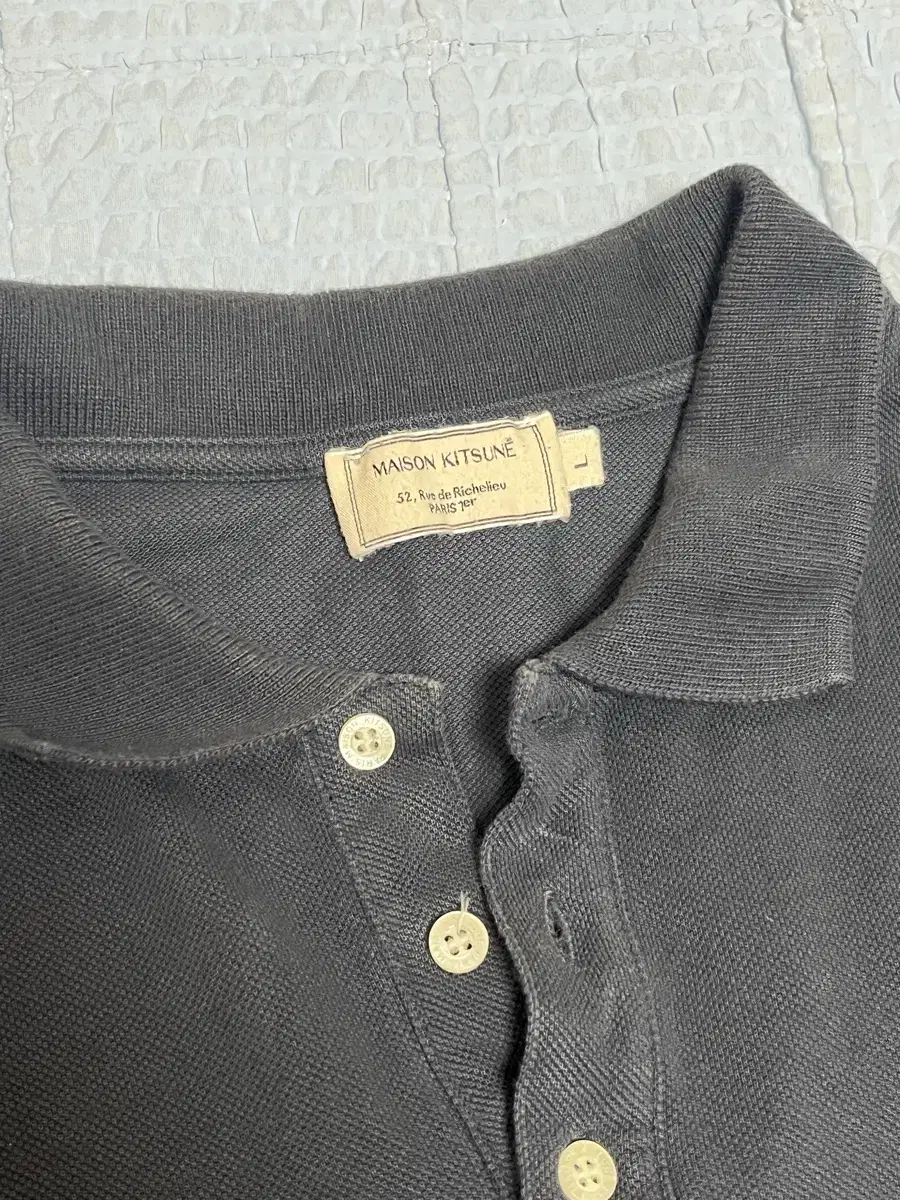 MAISON KITSUNÉ
52, Rue de Richelieu
PARIS 1er
L